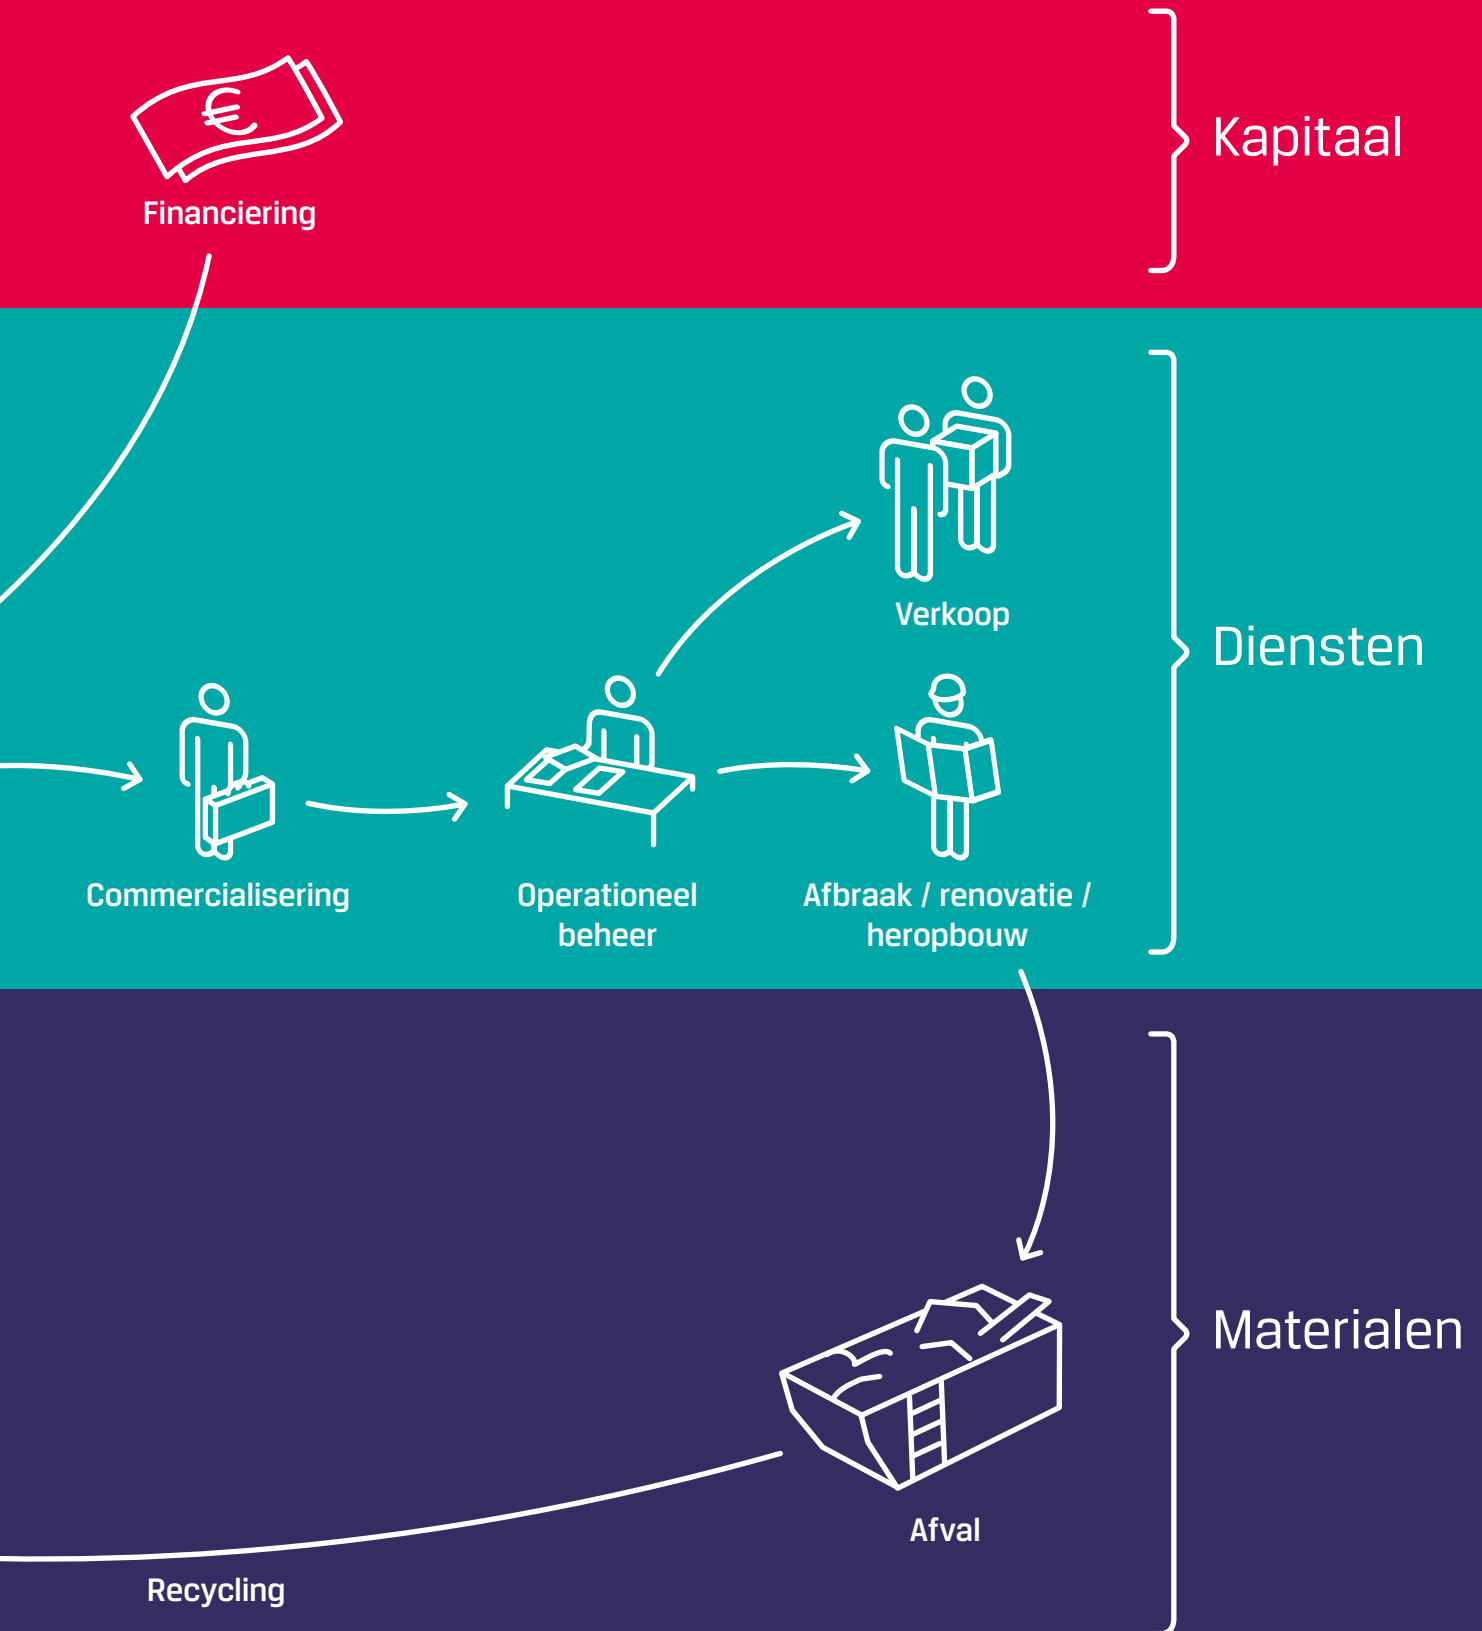 Kapitaal
Financiering
Verkoop
Diensten
Commercialisering
Operationeel
beheer
Afbraak / renovatie /
heropbouw
Materialen
Afval
Recycling